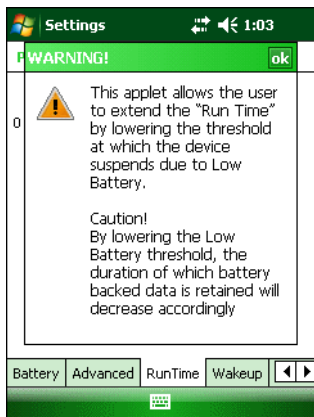 Settings 1:03
WARNING! ok
This applet allows the user
to extend the "Run Time"
by lowering the threshold
at which the device
suspends due to Low
Battery.
Caution!
By lowering the Low
Battery threshold, the
duration of which battery
backed data is retained will
decrease accordingly
P
0
Battery Advanced RunTime Wakeup